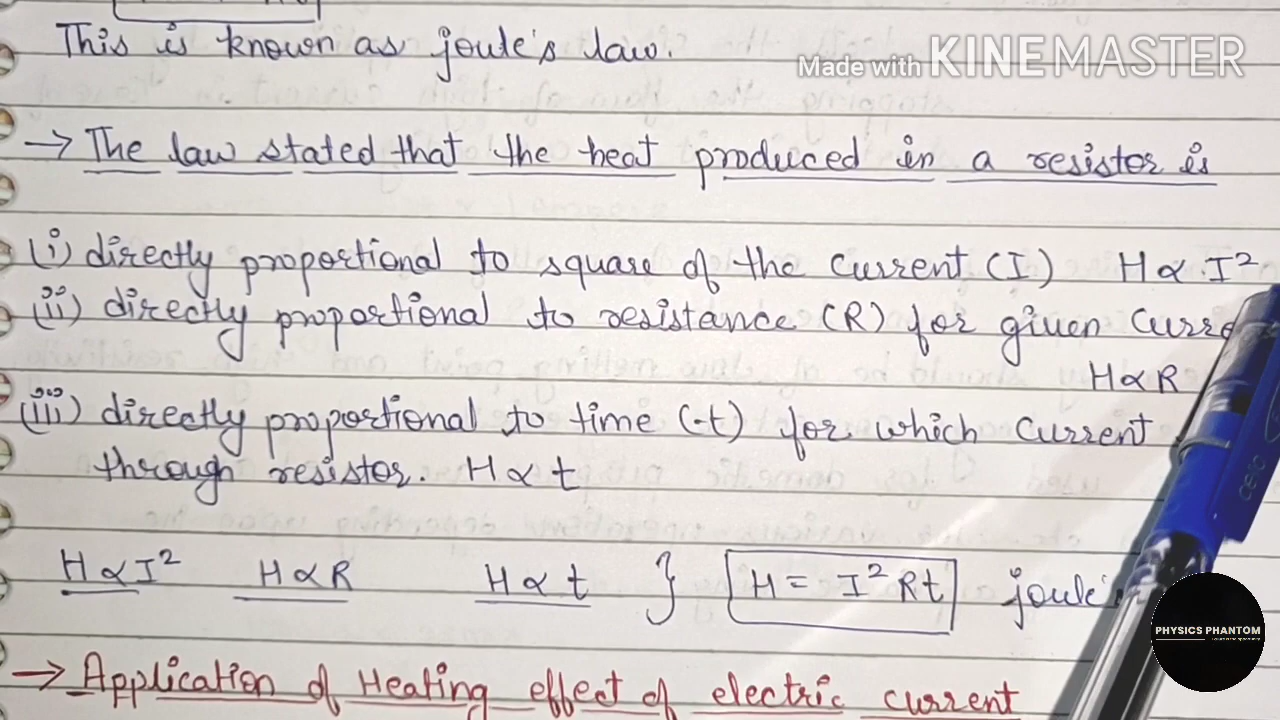 This is known as joule's law.
Made with KINEMASTER
→ The law stated that the heat produced in a resistor is
(i) directly proportional to square of the current (I) H ∝ I²
(ii) directly proportional to resistance (R) for given
H ∝ R
(iii) directly proportional to time (t) for which current
through resistor. H ∝ t
H ∝ I² H ∝ R H ∝ t } H = I² Rt
PHYSICS PHANTOM
→ Application of Heating effect of electric current